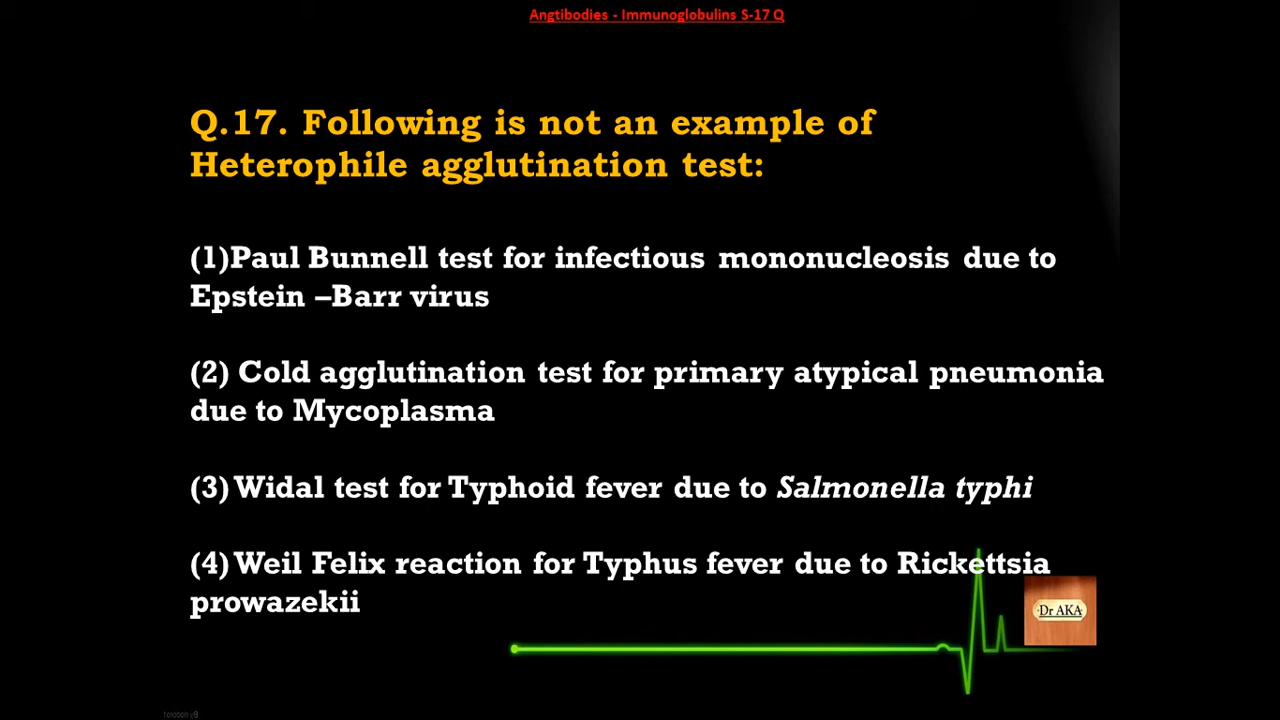 Angtibodies - Immunoglobulins S-17 Q
Q.17. Following is not an example of
Heterophile agglutination test:
(1)Paul Bunnell test for infectious mononucleosis due to
Epstein –Barr virus
(2) Cold agglutination test for primary atypical pneumonia
due to Mycoplasma
(3) Widal test for Typhoid fever due to Salmonella typhi
(4) Weil Felix reaction for Typhus fever due to Rickettsia
prowazekii
Dr AKA